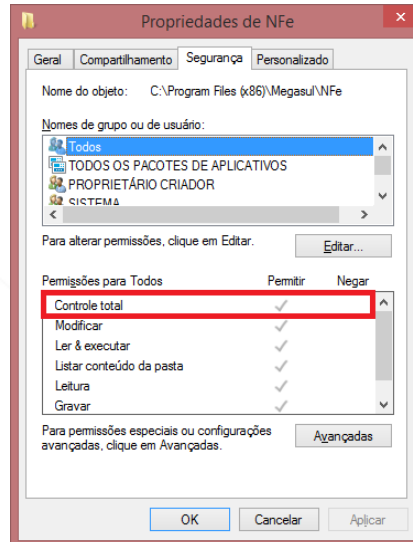 Propriedades de NFe
Geral Compartilhamento Segurança Personalizado
Nome do objeto: C:\Program Files (x86)\Megasul\NFe
Nomes de grupo ou de usuário:
Todos
TODOS OS PACOTES DE APLICATIVOS
PROPRIETÁRIO CRIADOR
SISTEMA
Para alterar permissões, clique em Editar.
Editar...
Permissões para Todos Permitir Negar
Controle total
Modificar
Ler & executar
Listar conteúdo da pasta
Leitura
Gravar
Para permissões especiais ou configurações
avançadas, clique em Avançadas.
Avançadas
OK Cancelar Aplicar